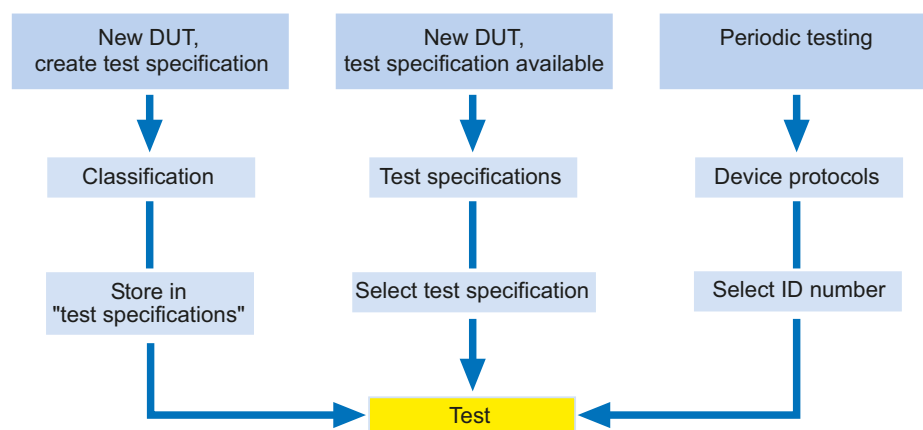 New DUT,
create test specification
New DUT,
test specification available
Periodic testing
Classification
Test specifications
Device protocols
Store in
"test specifications"
Select test specification
Select ID number
Test